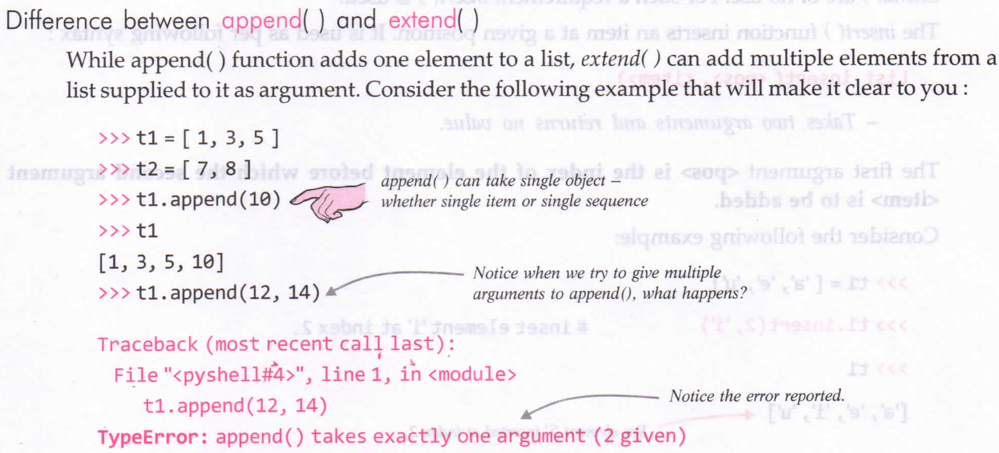 Difference between append( ) and extend( )
While append( ) function adds one element to a list, extend( ) can add multiple elements from a
list supplied to it as argument. Consider the following example that will make it clear to you :
>>> t1 = [ 1, 3, 5 ]
>>> t2 = [ 7, 8 ]
>>> t1.append(10)
append( ) can take single object –
whether single item or single sequence
>>> t1
[1, 3, 5, 10]
>>> t1.append(12, 14)
Notice when we try to give multiple
arguments to append(), what happens?
Traceback (most recent call last):
File "<pyshell#4>", line 1, in <module>
t1.append(12, 14)
Notice the error reported.
TypeError: append() takes exactly one argument (2 given)